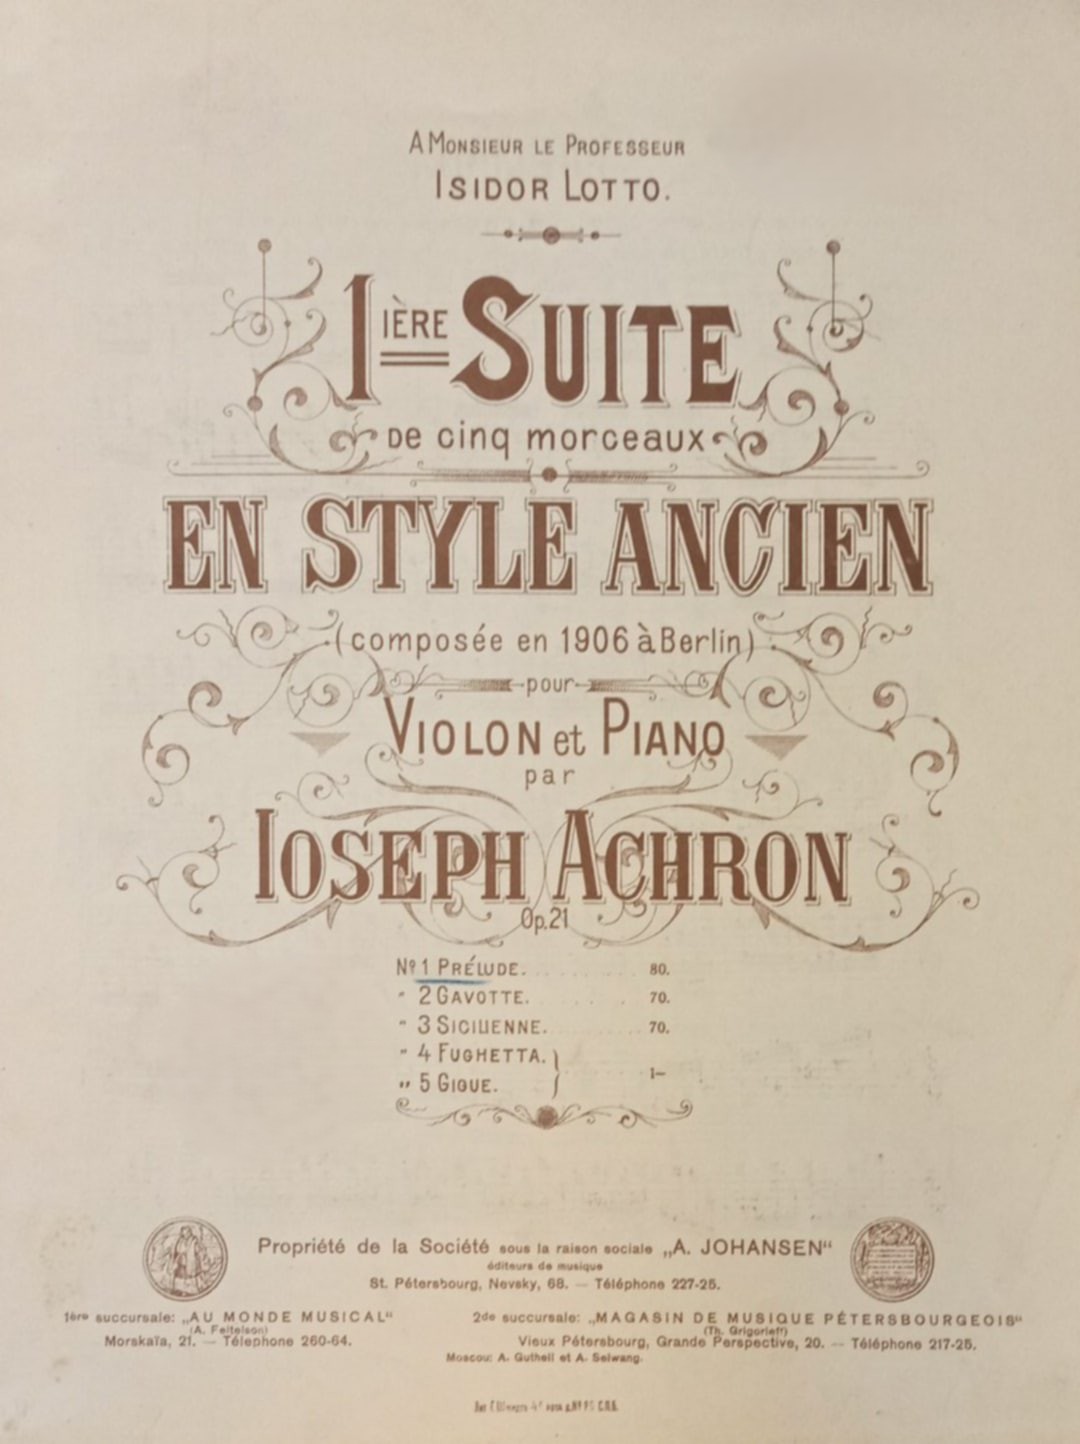 A MONSIEUR LE PROFESSEUR
ISIDOR LOTTO.
1IÈRE SUITE
DE cinq morceaux
EN STYLE ANCIEN
(composée en 1906 à Berlin)
pour
VIOLON et PIANO
par
IOSEPH ACHRON
Op.21
Nº 1 PRÉLUDE. 80.
" 2 GAVOTTE. 70.
" 3 SICILIENNE. 70.
" 4 FUGHETTA.
" 5 GIGUE. 1—
Propriété de la Société sous la raison sociale „A. JOHANSEN“
éditeurs de musique
St. Pétersbourg, Nevsky, 68. — Téléphone 227-25.
1ère succursale: „AU MONDE MUSICAL“
(A. Feitelson)
Morskaïa, 21. — Télephone 260-64.
2de succursale: „MAGASIN DE MUSIQUE PÉTERSBOURGEOIS“
(Th. Grigorieff)
Vieux Pétersbourg, Grande Perspective, 20. — Téléphone 217-25.
Moscou: A. Gutheil et A. Seiwang.